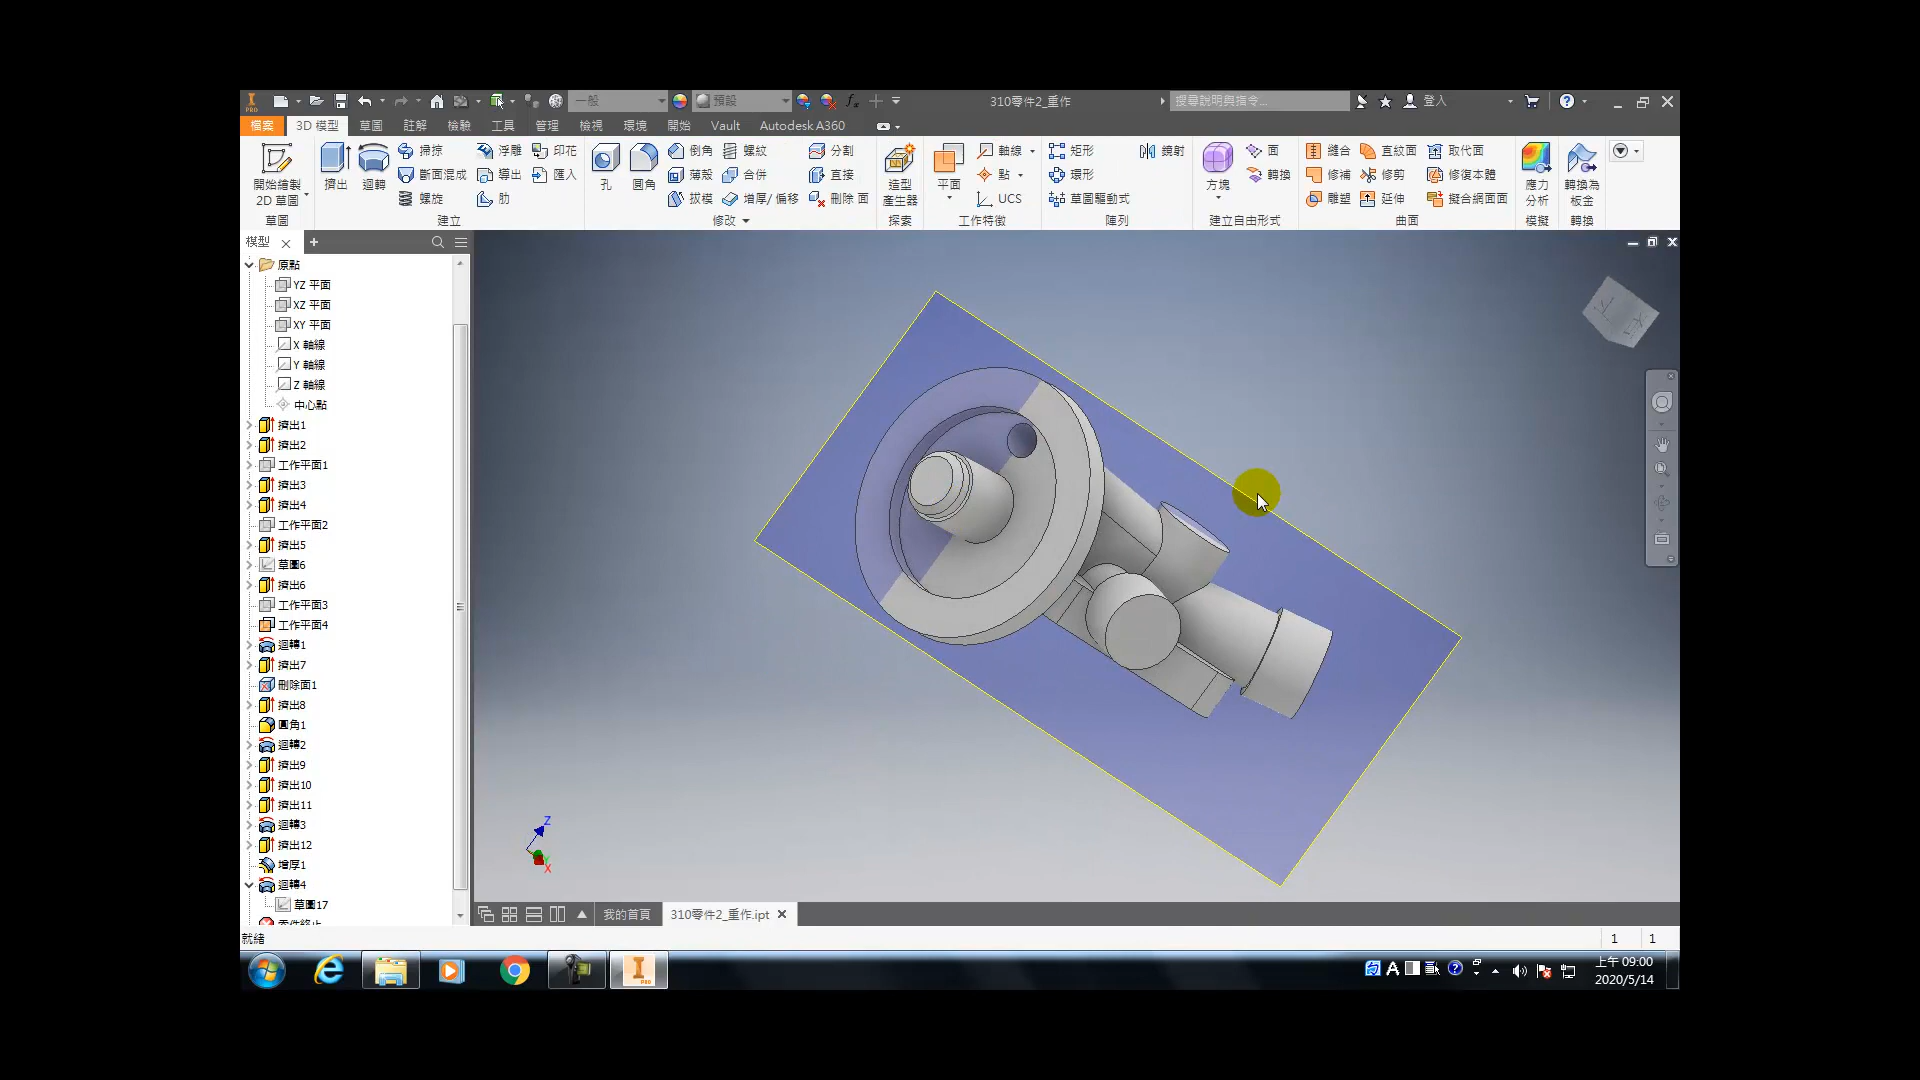 PRO
一般
預設
310零件2_重作
搜尋說明與指令...
登入
檔案
3D 模型
草圖
註解
檢驗
工具
管理
檢視
環境
開始
Vault
Autodesk A360
開始繪製
2D 草圖
草圖
擠出
迴轉
掃掠
斷面混成
螺旋
浮雕
導出
肋
印花
匯入
建立
孔
圓角
倒角
薄殼
拔模
螺紋
合併
增厚/ 偏移
分割
直接
刪除 面
修改
造型
產生器
探索
平面
軸線
點
UCS
工作特徵
矩形
環形
草圖驅動式
鏡射
陣列
方塊
面
轉換
建立自由形式
縫合
修補
雕塑
直紋面
修剪
延伸
取代面
修復本體
擬合網面面
曲面
應力
分析
模擬
轉換為
板金
轉換
模型
原點
YZ 平面
XZ 平面
XY 平面
X 軸線
Y 軸線
Z 軸線
中心點
擠出1
擠出2
工作平面1
擠出3
擠出4
工作平面2
擠出5
草圖6
擠出6
工作平面3
工作平面4
迴轉1
擠出7
刪除面1
擠出8
圓角1
迴轉2
擠出9
擠出10
擠出11
迴轉3
擠出12
增厚1
迴轉4
草圖17
Z
Y
X
我的首頁
310零件2_重作.ipt
就緒
1
1
PRO
A
上午 09:00
2020/5/14